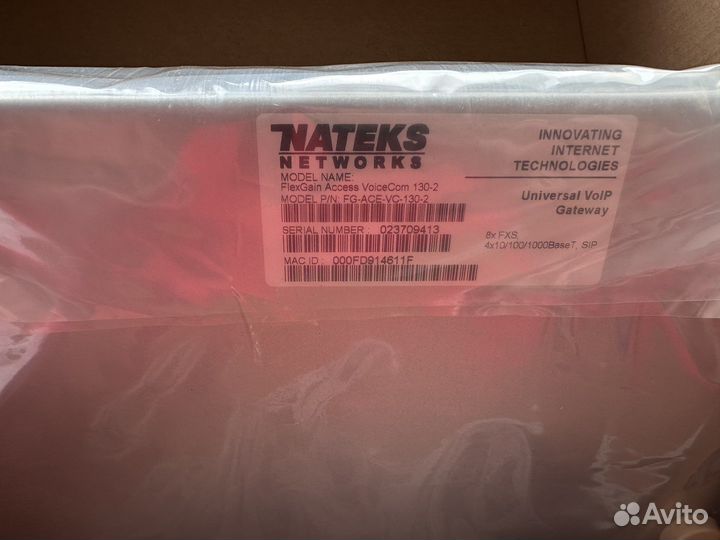 NATEKS
NETWORKS
MODEL NAME:
FlexGain Access VoiceCom 130-2
MODEL P/N: FG-ACE-VC-130-2
SERIAL NUMBER : 023709413
MAC ID : 000FD914611F
INNOVATING
INTERNET
TECHNOLOGIES
Universal VoIP
Gateway
8x FXS,
4x10/100/1000BaseT, SIP
Avito